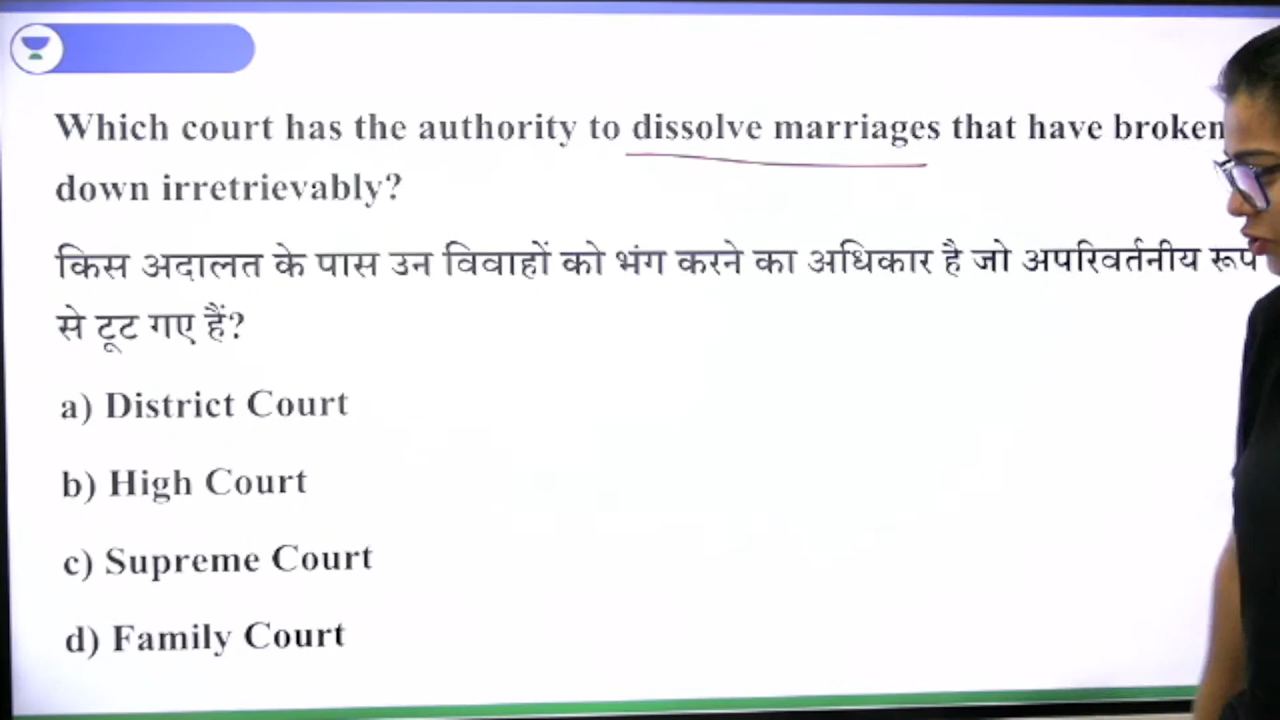 Which court has the authority to dissolve marriages that have broken
down irretrievably?
किस अदालत के पास उन विवाहों को भंग करने का अधिकार है जो अपरिवर्तनीय रूप
से टूट गए हैं?
a) District Court
b) High Court
c) Supreme Court
d) Family Court